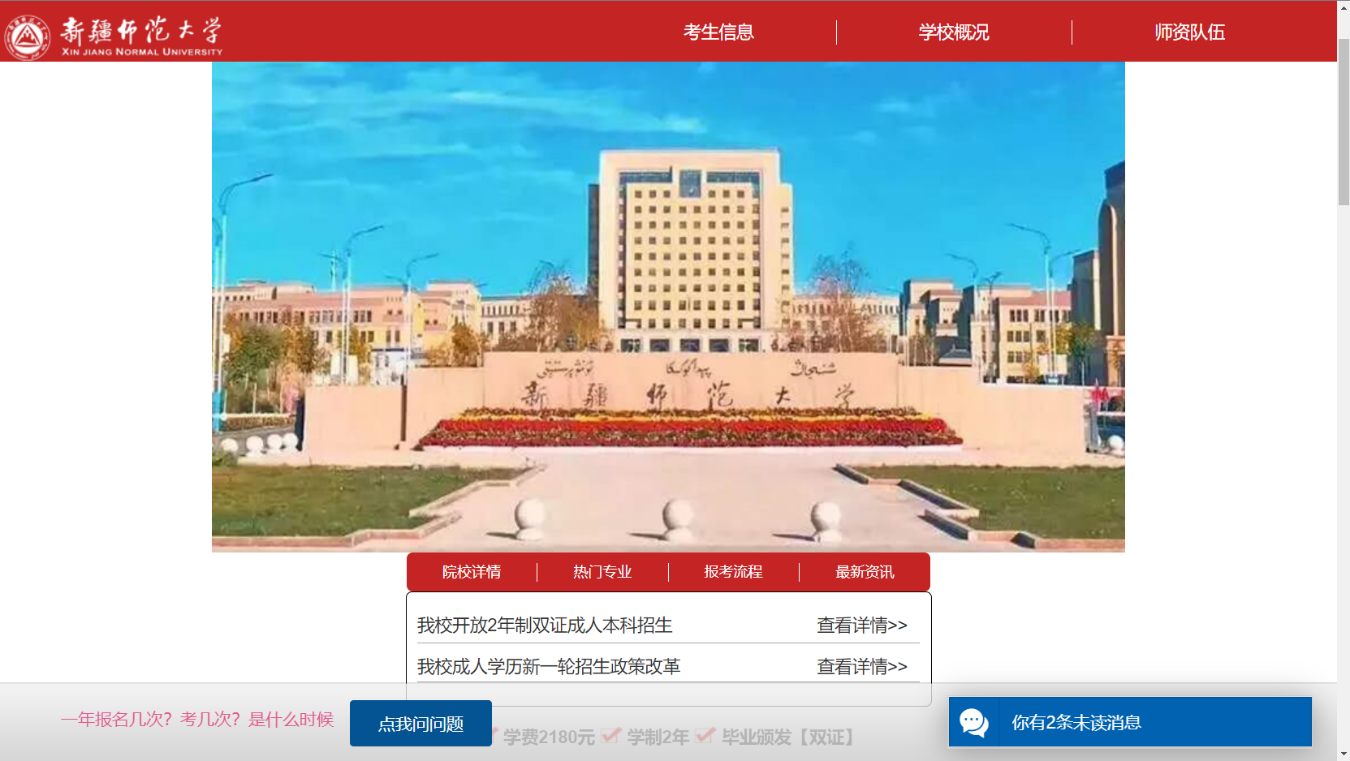 新疆师范大学
XIN JIANG NORMAL UNIVERSITY
考生信息
学校概况
师资队伍
新疆师范大学
院校详情
热门专业
报考流程
最新资讯
我校开放2年制双证成人本科招生
查看详情>>
我校成人学历新一轮招生政策改革
查看详情>>
一年报名几次？考几次？是什么时候
点我问问题
学费2180元
学制2年
毕业颁发【双证】
你有2条未读消息